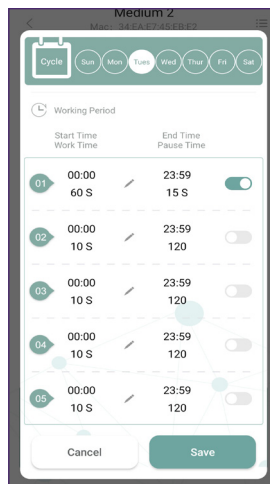 Medium 2
Mac: 34:EA:E7:45:EB:E2
Cycle Sun Mon Tues Wed Thur Fri Sat
Working Period
Start Time End Time
Work Time Pause Time
01 00:00 23:59
60 S 15 S
02 00:00 23:59
10 S 120
03 00:00 23:59
10 S 120
04 00:00 23:59
10 S 120
05 00:00 23:59
10 S 120
Cancel Save